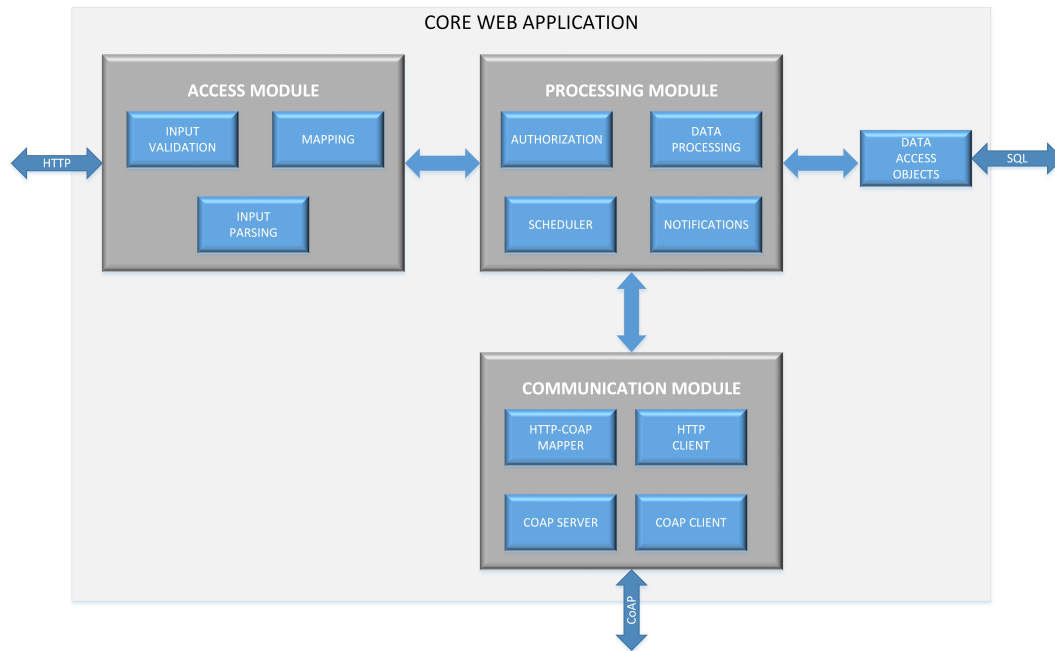 CORE WEB APPLICATION
ACCESS MODULE
INPUT
VALIDATION
MAPPING
INPUT
PARSING
HTTP
PROCESSING MODULE
AUTHORIZATION
DATA
PROCESSING
SCHEDULER
NOTIFICATIONS
DATA
ACCESS
OBJECTS
SQL
COMMUNICATION MODULE
HTTP-COAP
MAPPER
HTTP
CLIENT
COAP SERVER
COAP CLIENT
CoAP